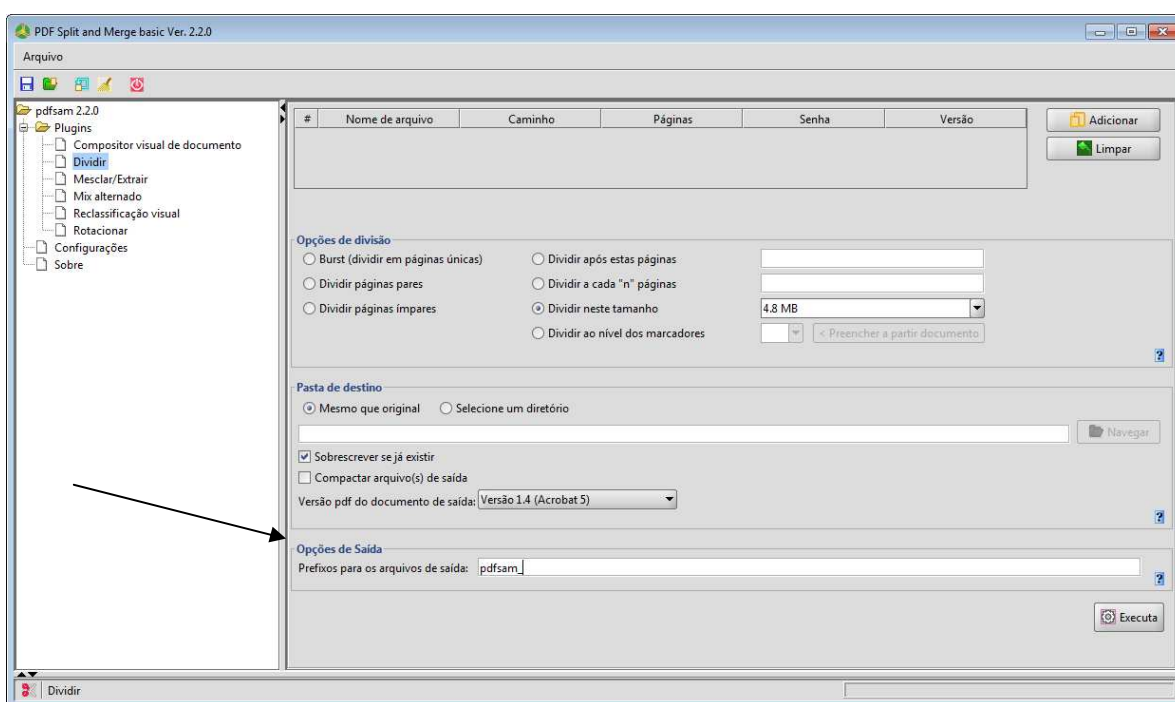 PDF Split and Merge basic Ver. 2.2.0
Arquivo
pdfsam 2.2.0
Plugins
Compositor visual de documento
Dividir
Mesclar/Extrair
Mix alternado
Reclassificação visual
Rotacionar
Configurações
Sobre
# Nome de arquivo Caminho Páginas Senha Versão
Adicionar
Limpar
Opções de divisão
Burst (dividir em páginas únicas) Dividir após estas páginas
Dividir páginas pares Dividir a cada "n" páginas
Dividir páginas ímpares Dividir neste tamanho 4.8 MB
Dividir ao nível dos marcadores < Preencher a partir documento
?
Pasta de destino
Mesmo que original Selecione um diretório
Navegar
Sobrescrever se já existir
Compactar arquivo(s) de saída
Versão pdf do documento de saída: Versão 1.4 (Acrobat 5)
?
Opções de Saída
Prefixos para os arquivos de saída: pdfsam_
?
Executa
Dividir